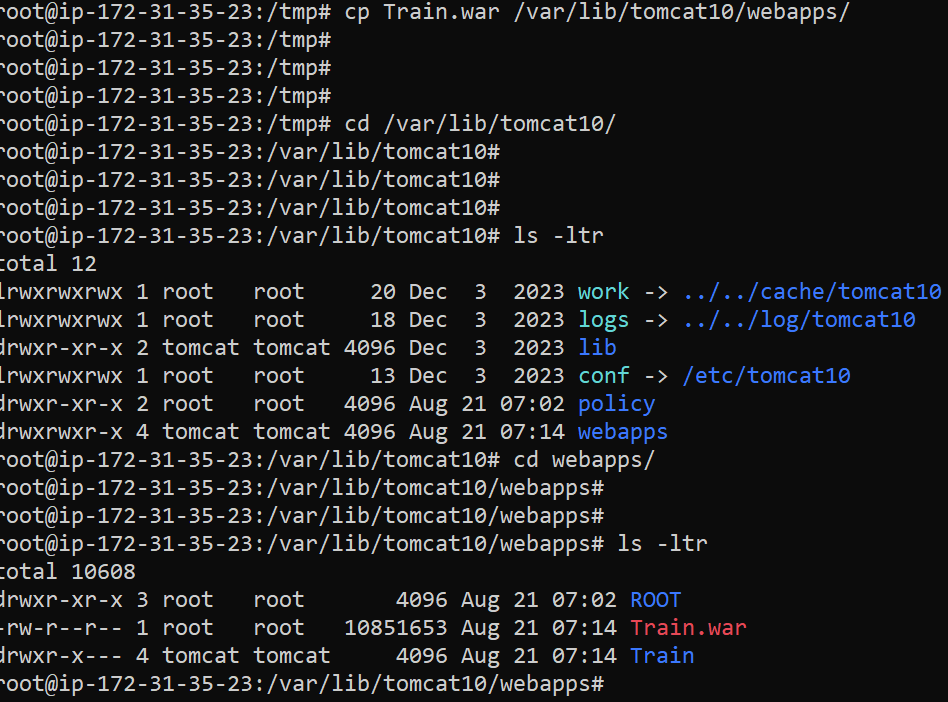 root@ip-172-31-35-23:/tmp# cp Train.war /var/lib/tomcat10/webapps/
root@ip-172-31-35-23:/tmp#
root@ip-172-31-35-23:/tmp#
root@ip-172-31-35-23:/tmp#
root@ip-172-31-35-23:/tmp# cd /var/lib/tomcat10/
root@ip-172-31-35-23:/var/lib/tomcat10#
root@ip-172-31-35-23:/var/lib/tomcat10#
root@ip-172-31-35-23:/var/lib/tomcat10#
root@ip-172-31-35-23:/var/lib/tomcat10# ls -ltr
total 12
lrwxrwxrwx 1 root   root     20 Dec  3  2023 work -> ../../cache/tomcat10
lrwxrwxrwx 1 root   root     18 Dec  3  2023 logs -> ../../log/tomcat10
drwxr-xr-x 2 tomcat tomcat 4096 Dec  3  2023 lib
lrwxrwxrwx 1 root   root     13 Dec  3  2023 conf -> /etc/tomcat10
drwxr-xr-x 2 root   root   4096 Aug 21 07:02 policy
drwxrwxr-x 4 tomcat tomcat 4096 Aug 21 07:14 webapps
root@ip-172-31-35-23:/var/lib/tomcat10# cd webapps/
root@ip-172-31-35-23:/var/lib/tomcat10/webapps#
root@ip-172-31-35-23:/var/lib/tomcat10/webapps#
root@ip-172-31-35-23:/var/lib/tomcat10/webapps# ls -ltr
total 10608
drwxr-xr-x 3 root   root       4096 Aug 21 07:02 ROOT
-rw-r--r-- 1 root   root   10851653 Aug 21 07:14 Train.war
drwxr-x--- 4 tomcat tomcat     4096 Aug 21 07:14 Train
root@ip-172-31-35-23:/var/lib/tomcat10/webapps#